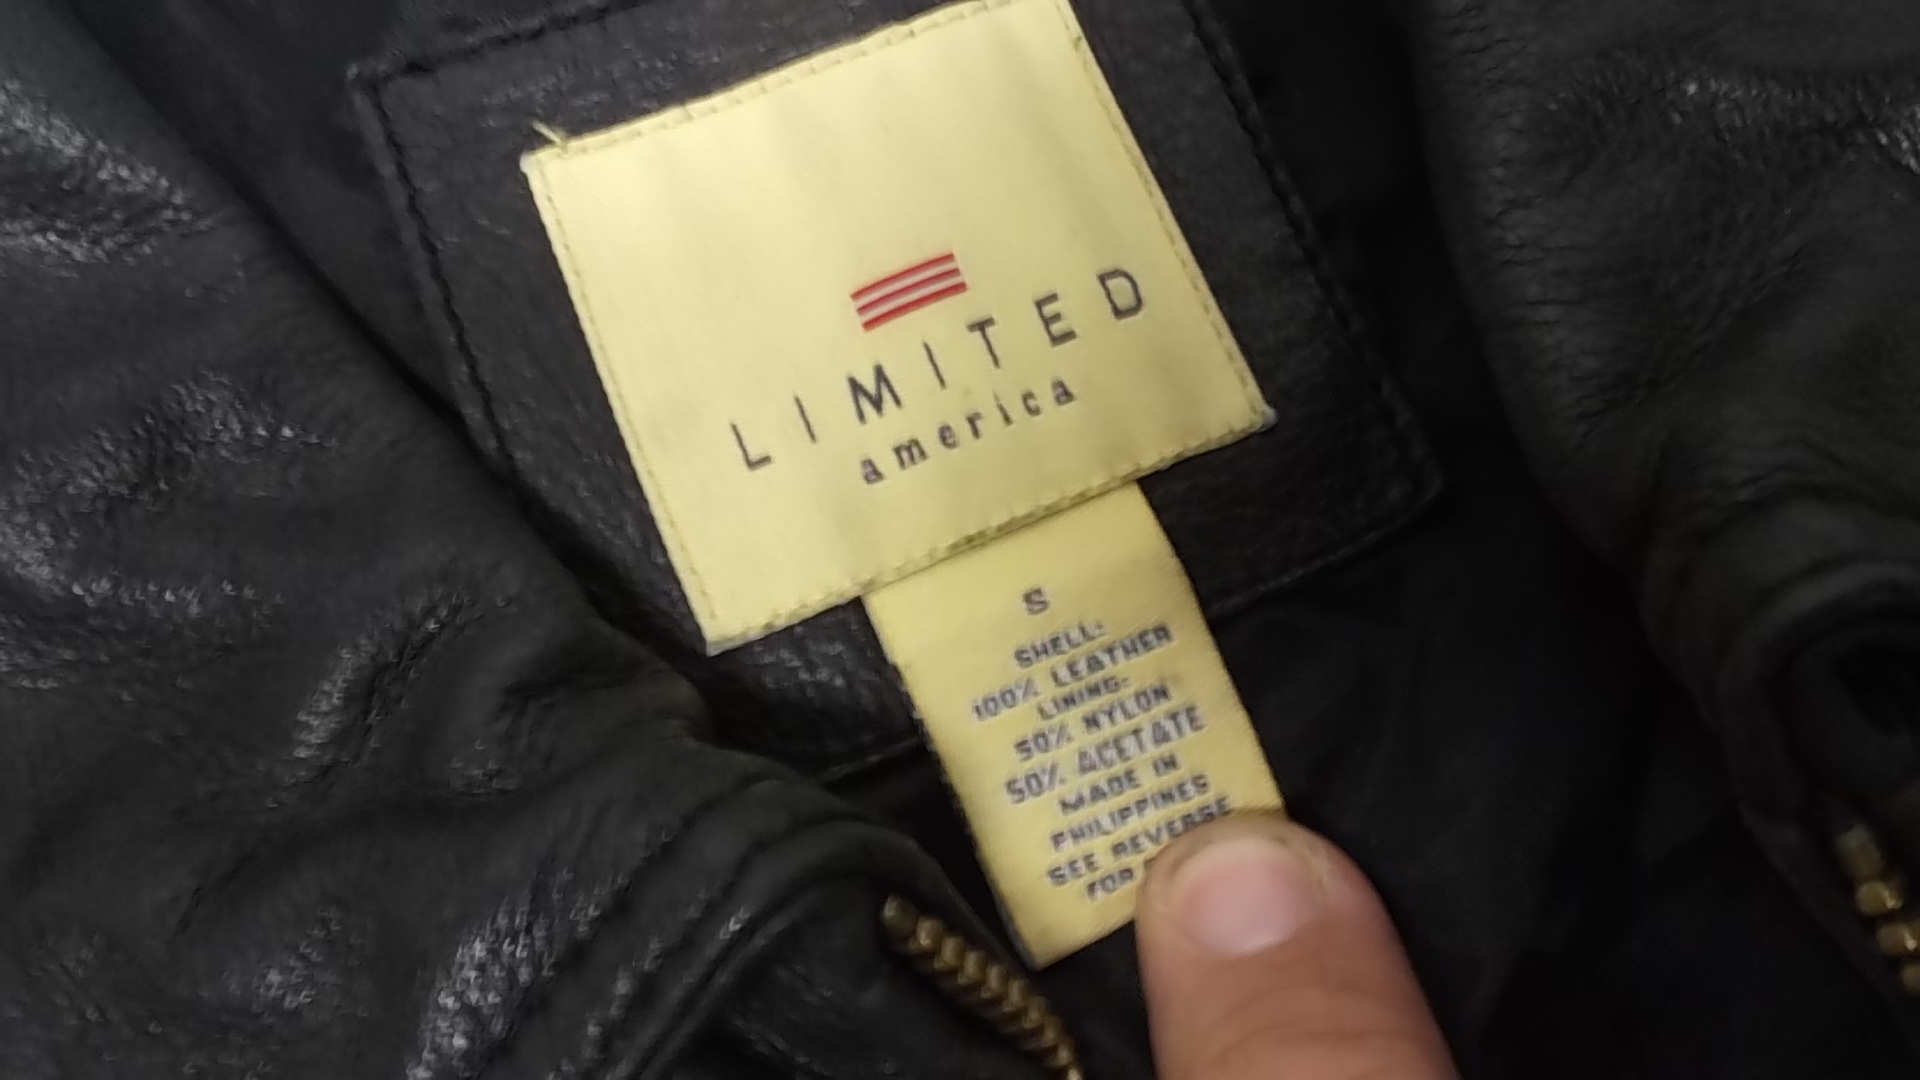 LIMITED
america
S
SHELL:
100% LEATHER
LINING:
50% NYLON
50% ACETATE
MADE IN
PHILIPPINES
SEE REVERSE
FOR